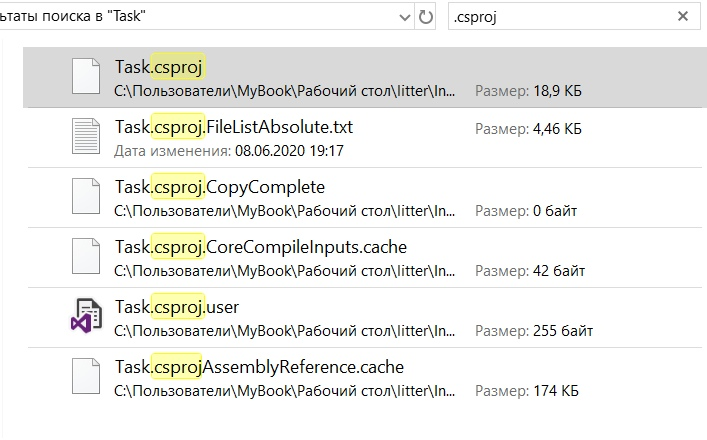 льтаты поиска в "Task"
.csproj
Task.csproj
C:\Пользователи\MyBook\Рабочий стол\litter\In... Размер: 18,9 КБ
Task.csproj.FileListAbsolute.txt Размер: 4,46 КБ
Дата изменения: 08.06.2020 19:17
Task.csproj.CopyComplete
C:\Пользователи\MyBook\Рабочий стол\litter\In... Размер: 0 байт
Task.csproj.CoreCompileInputs.cache
C:\Пользователи\MyBook\Рабочий стол\litter\In... Размер: 42 байт
Task.csproj.user
C:\Пользователи\MyBook\Рабочий стол\litter\In... Размер: 255 байт
Task.csprojAssemblyReference.cache
C:\Пользователи\MyBook\Рабочий стол\litter\In... Размер: 174 КБ